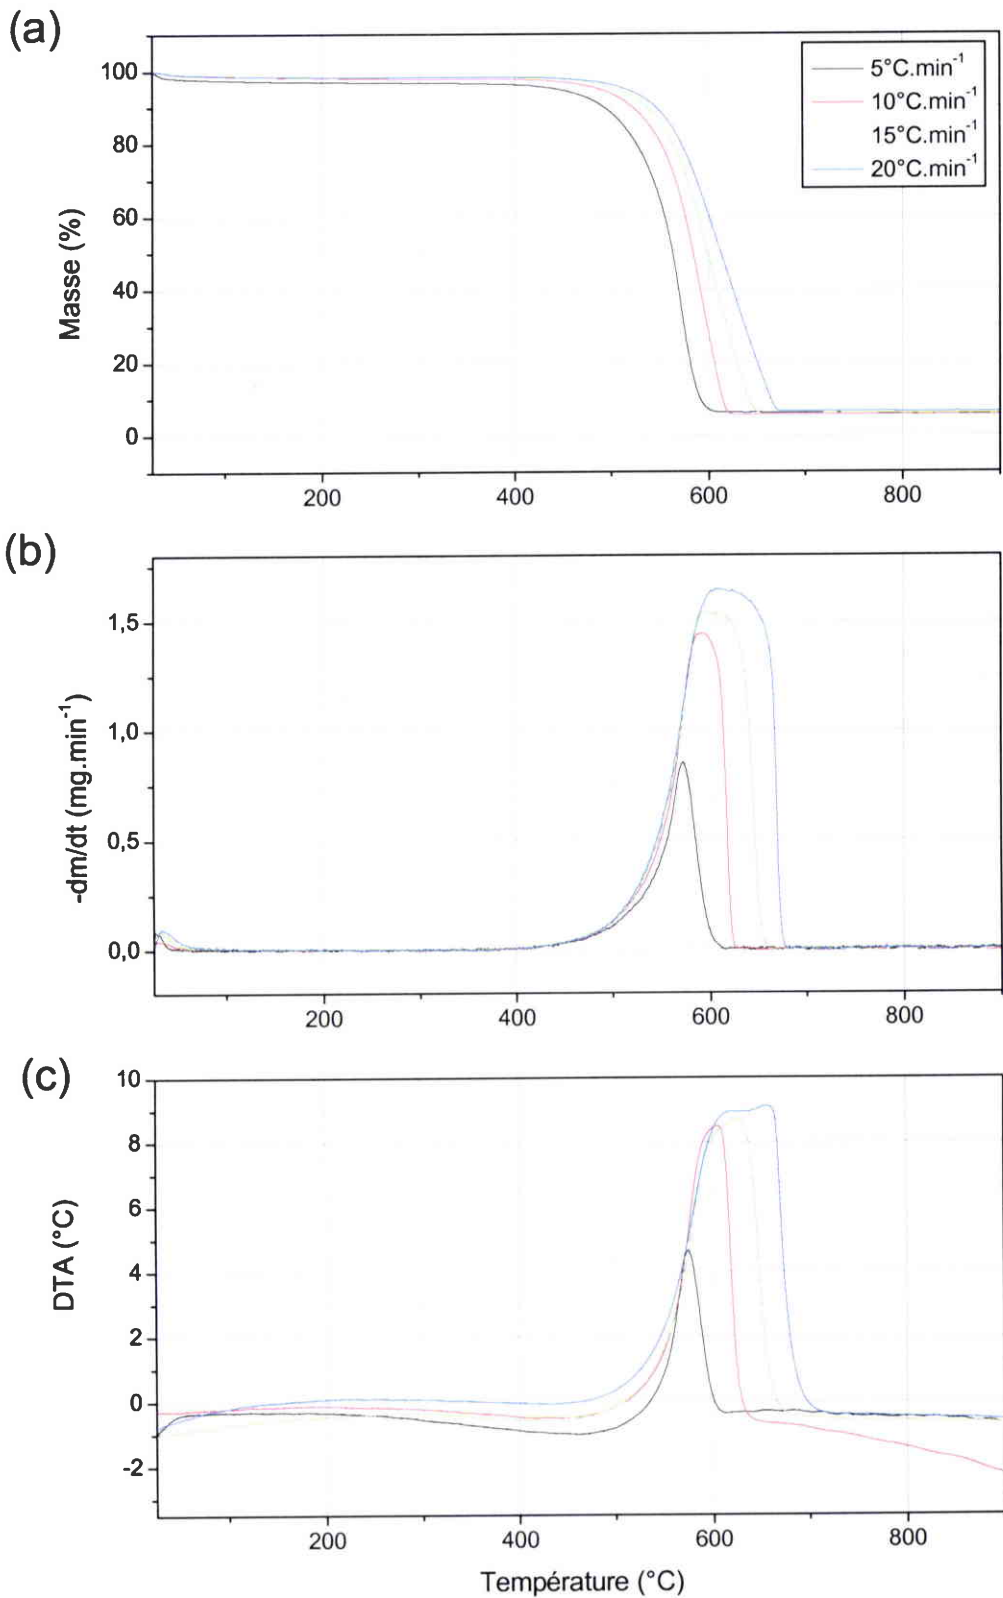 (a)
Masse (%)
100
80
60
40
20
0
5°C.min⁻¹
10°C.min⁻¹
15°C.min⁻¹
20°C.min⁻¹
200 400 600 800
(b)
-dm/dt (mg.min⁻¹)
1,5
1,0
0,5
0,0
200 400 600 800
(c)
DTA (°C)
10
8
6
4
2
0
-2
200 400 600 800
Température (°C)